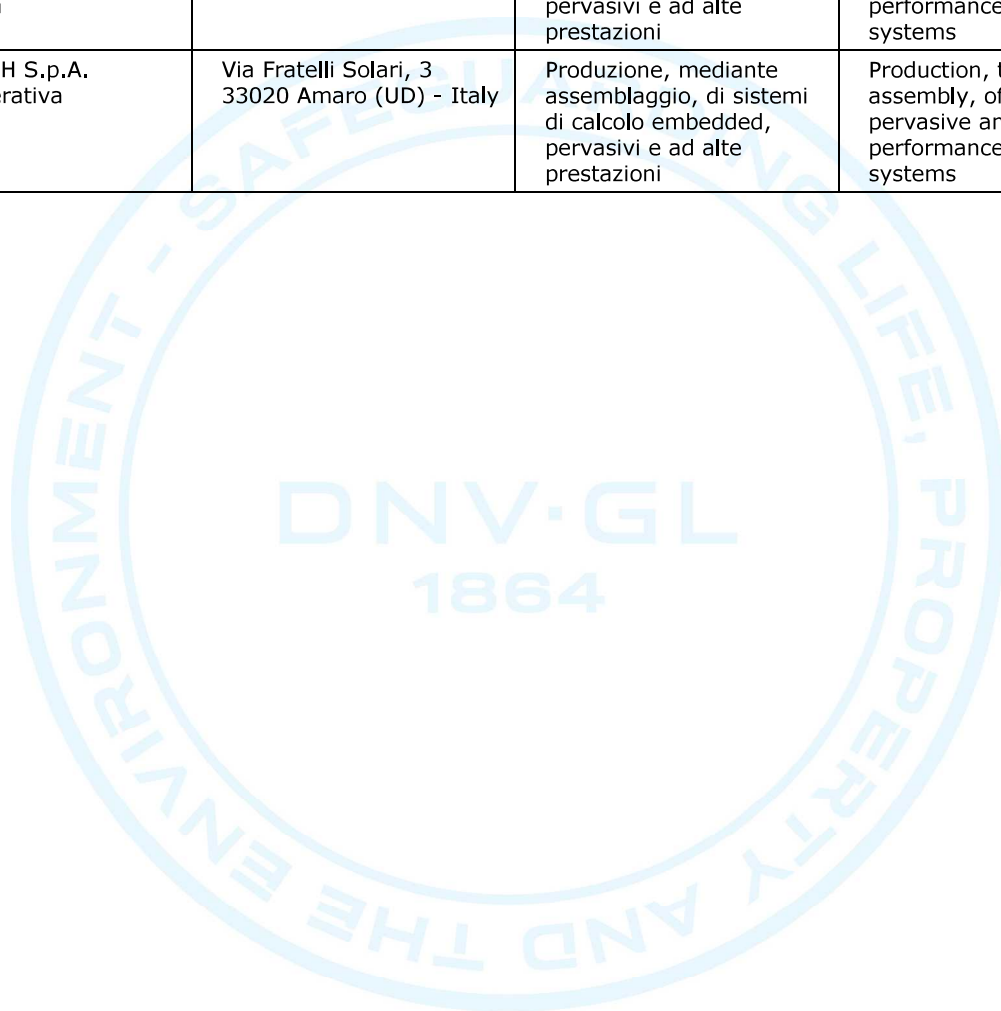 pervasivi e ad alte
prestazioni
performance
systems
H S.p.A.
erativa
Via Fratelli Solari, 3
33020 Amaro (UD) - Italy
Produzione, mediante
assemblaggio, di sistemi
di calcolo embedded,
pervasivi e ad alte
prestazioni
Production, t
assembly, of
pervasive an
performance
systems
SAFEGUARDING LIFE, PROPERTY AND THE ENVIRONMENT -
DNV·GL
1864